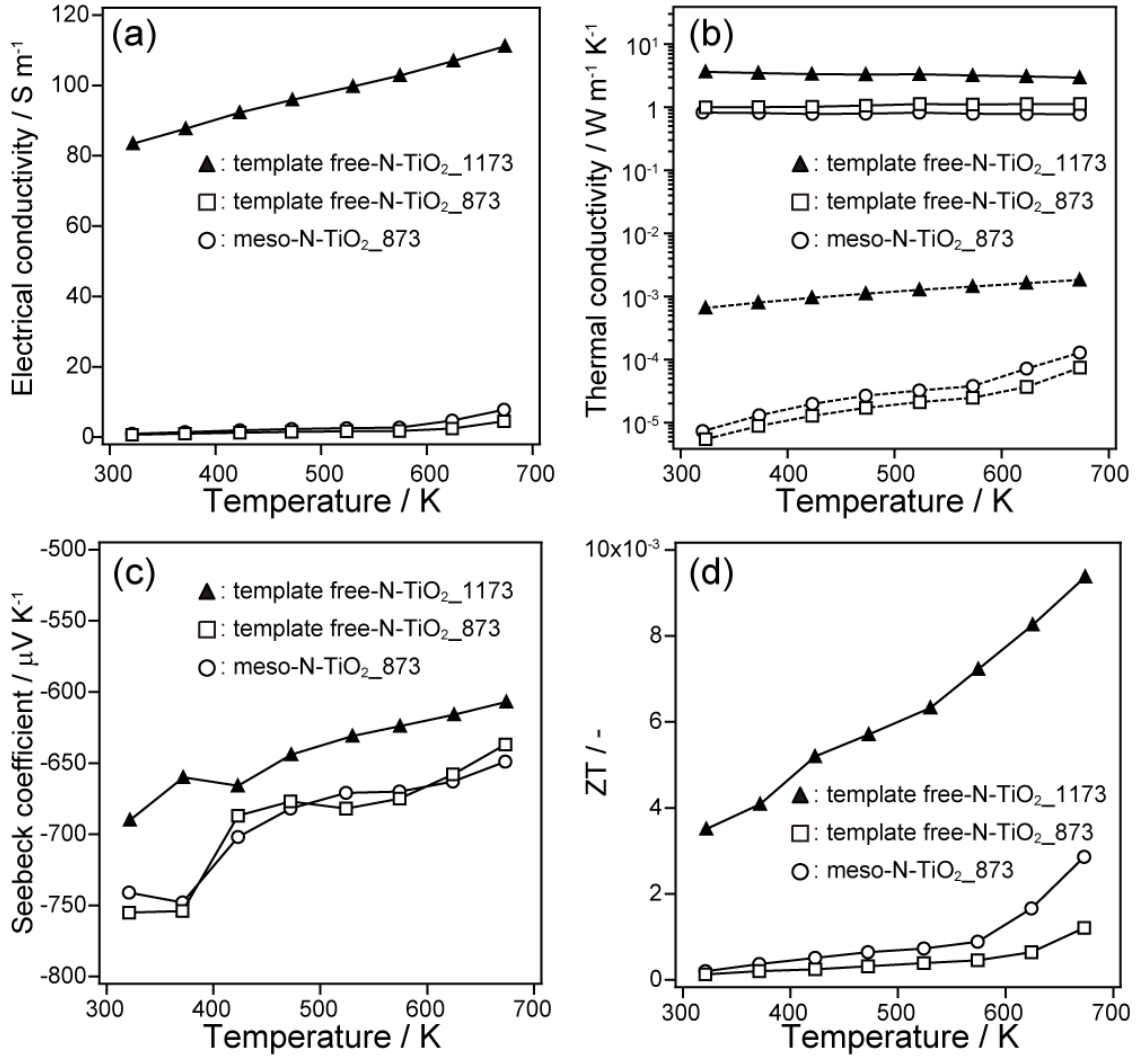 (a)
Electrical conductivity / S m⁻¹
120
100
80
60
40
20
0
▲: template free-N-TiO₂_1173
□: template free-N-TiO₂_873
○: meso-N-TiO₂_873
300 400 500 600 700
Temperature / K
(b)
Thermal conductivity / W m⁻¹ K⁻¹
10¹
1
10⁻¹
10⁻²
10⁻³
10⁻⁴
10⁻⁵
▲: template free-N-TiO₂_1173
□: template free-N-TiO₂_873
○: meso-N-TiO₂_873
300 400 500 600 700
Temperature / K
(c)
Seebeck coefficient / μV K⁻¹
-500
-550
-600
-650
-700
-750
-800
▲: template free-N-TiO₂_1173
□: template free-N-TiO₂_873
○: meso-N-TiO₂_873
300 400 500 600 700
Temperature / K
(d)
ZT / -
10x10⁻³
8
6
4
2
0
▲: template free-N-TiO₂_1173
□: template free-N-TiO₂_873
○: meso-N-TiO₂_873
300 400 500 600 700
Temperature / K